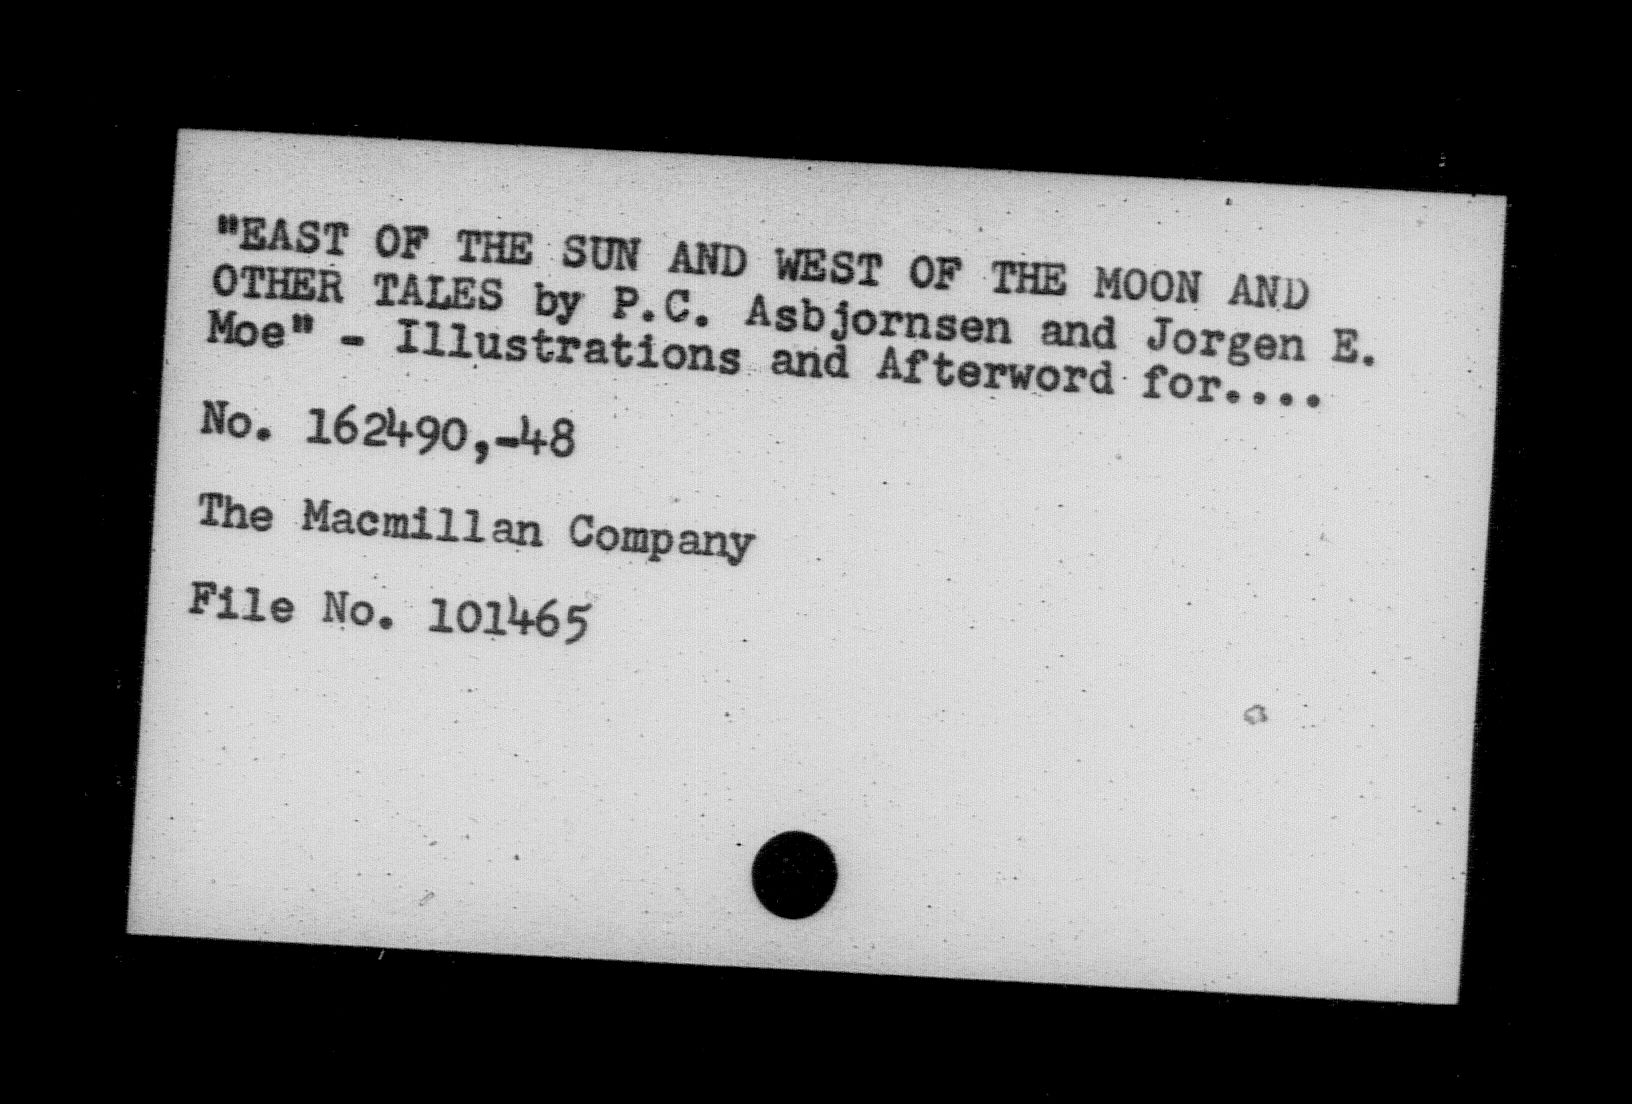 "EAST OF THE SUN AND WEST OF THE MOON AND
OTHER TALES by P.C. Asbjornsen and Jorgen E.
Moe" - Illustrations and Afterword for....
No. 162490,-48
The Macmillan Company
File No. 101465